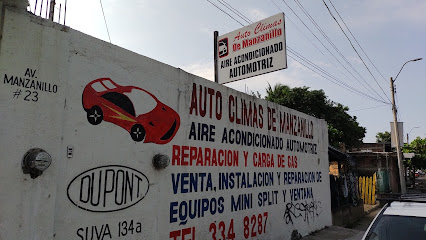 Auto Climas
De Manzanillo
AIRE ACONDICIONADO
AUTOMOTRIZ
AV.
MANZANILLO
# 23
AUTO CLIMAS DE MANZANILLO
AIRE ACONDICIONADO AUTOMOTRIZ
REPARACION Y CARGA DE GAS
VENTA, INSTALACION Y REPARACION DE
EQUIPOS MINI SPLIT Y VENTANA
TEL 334 8287
DUPONT
SUVA 134a